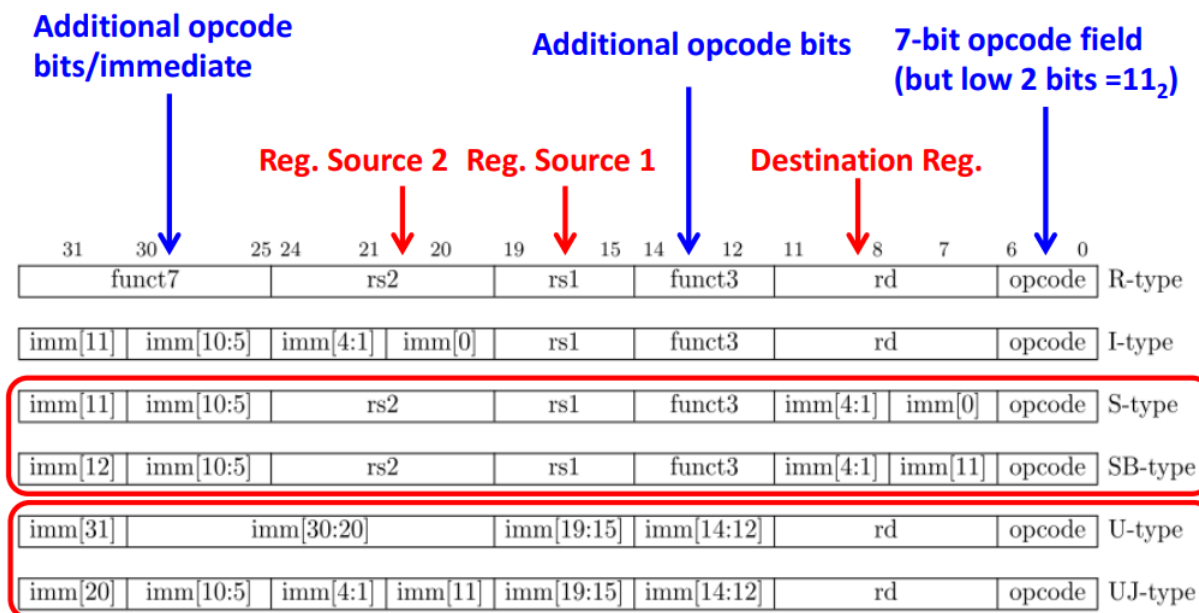 Additional opcode
bits/immediate
Additional opcode bits
7-bit opcode field
(but low 2 bits =11₂)
Reg. Source 2 Reg. Source 1 Destination Reg.
31 30 25 24 21 20 19 15 14 12 11 8 7 6 0
funct7 rs2 rs1 funct3 rd opcode R-type
imm[11] imm[10:5] imm[4:1] imm[0] rs1 funct3 rd opcode I-type
imm[11] imm[10:5] rs2 rs1 funct3 imm[4:1] imm[0] opcode S-type
imm[12] imm[10:5] rs2 rs1 funct3 imm[4:1] imm[11] opcode SB-type
imm[31] imm[30:20] imm[19:15] imm[14:12] rd opcode U-type
imm[20] imm[10:5] imm[4:1] imm[11] imm[19:15] imm[14:12] rd opcode UJ-type